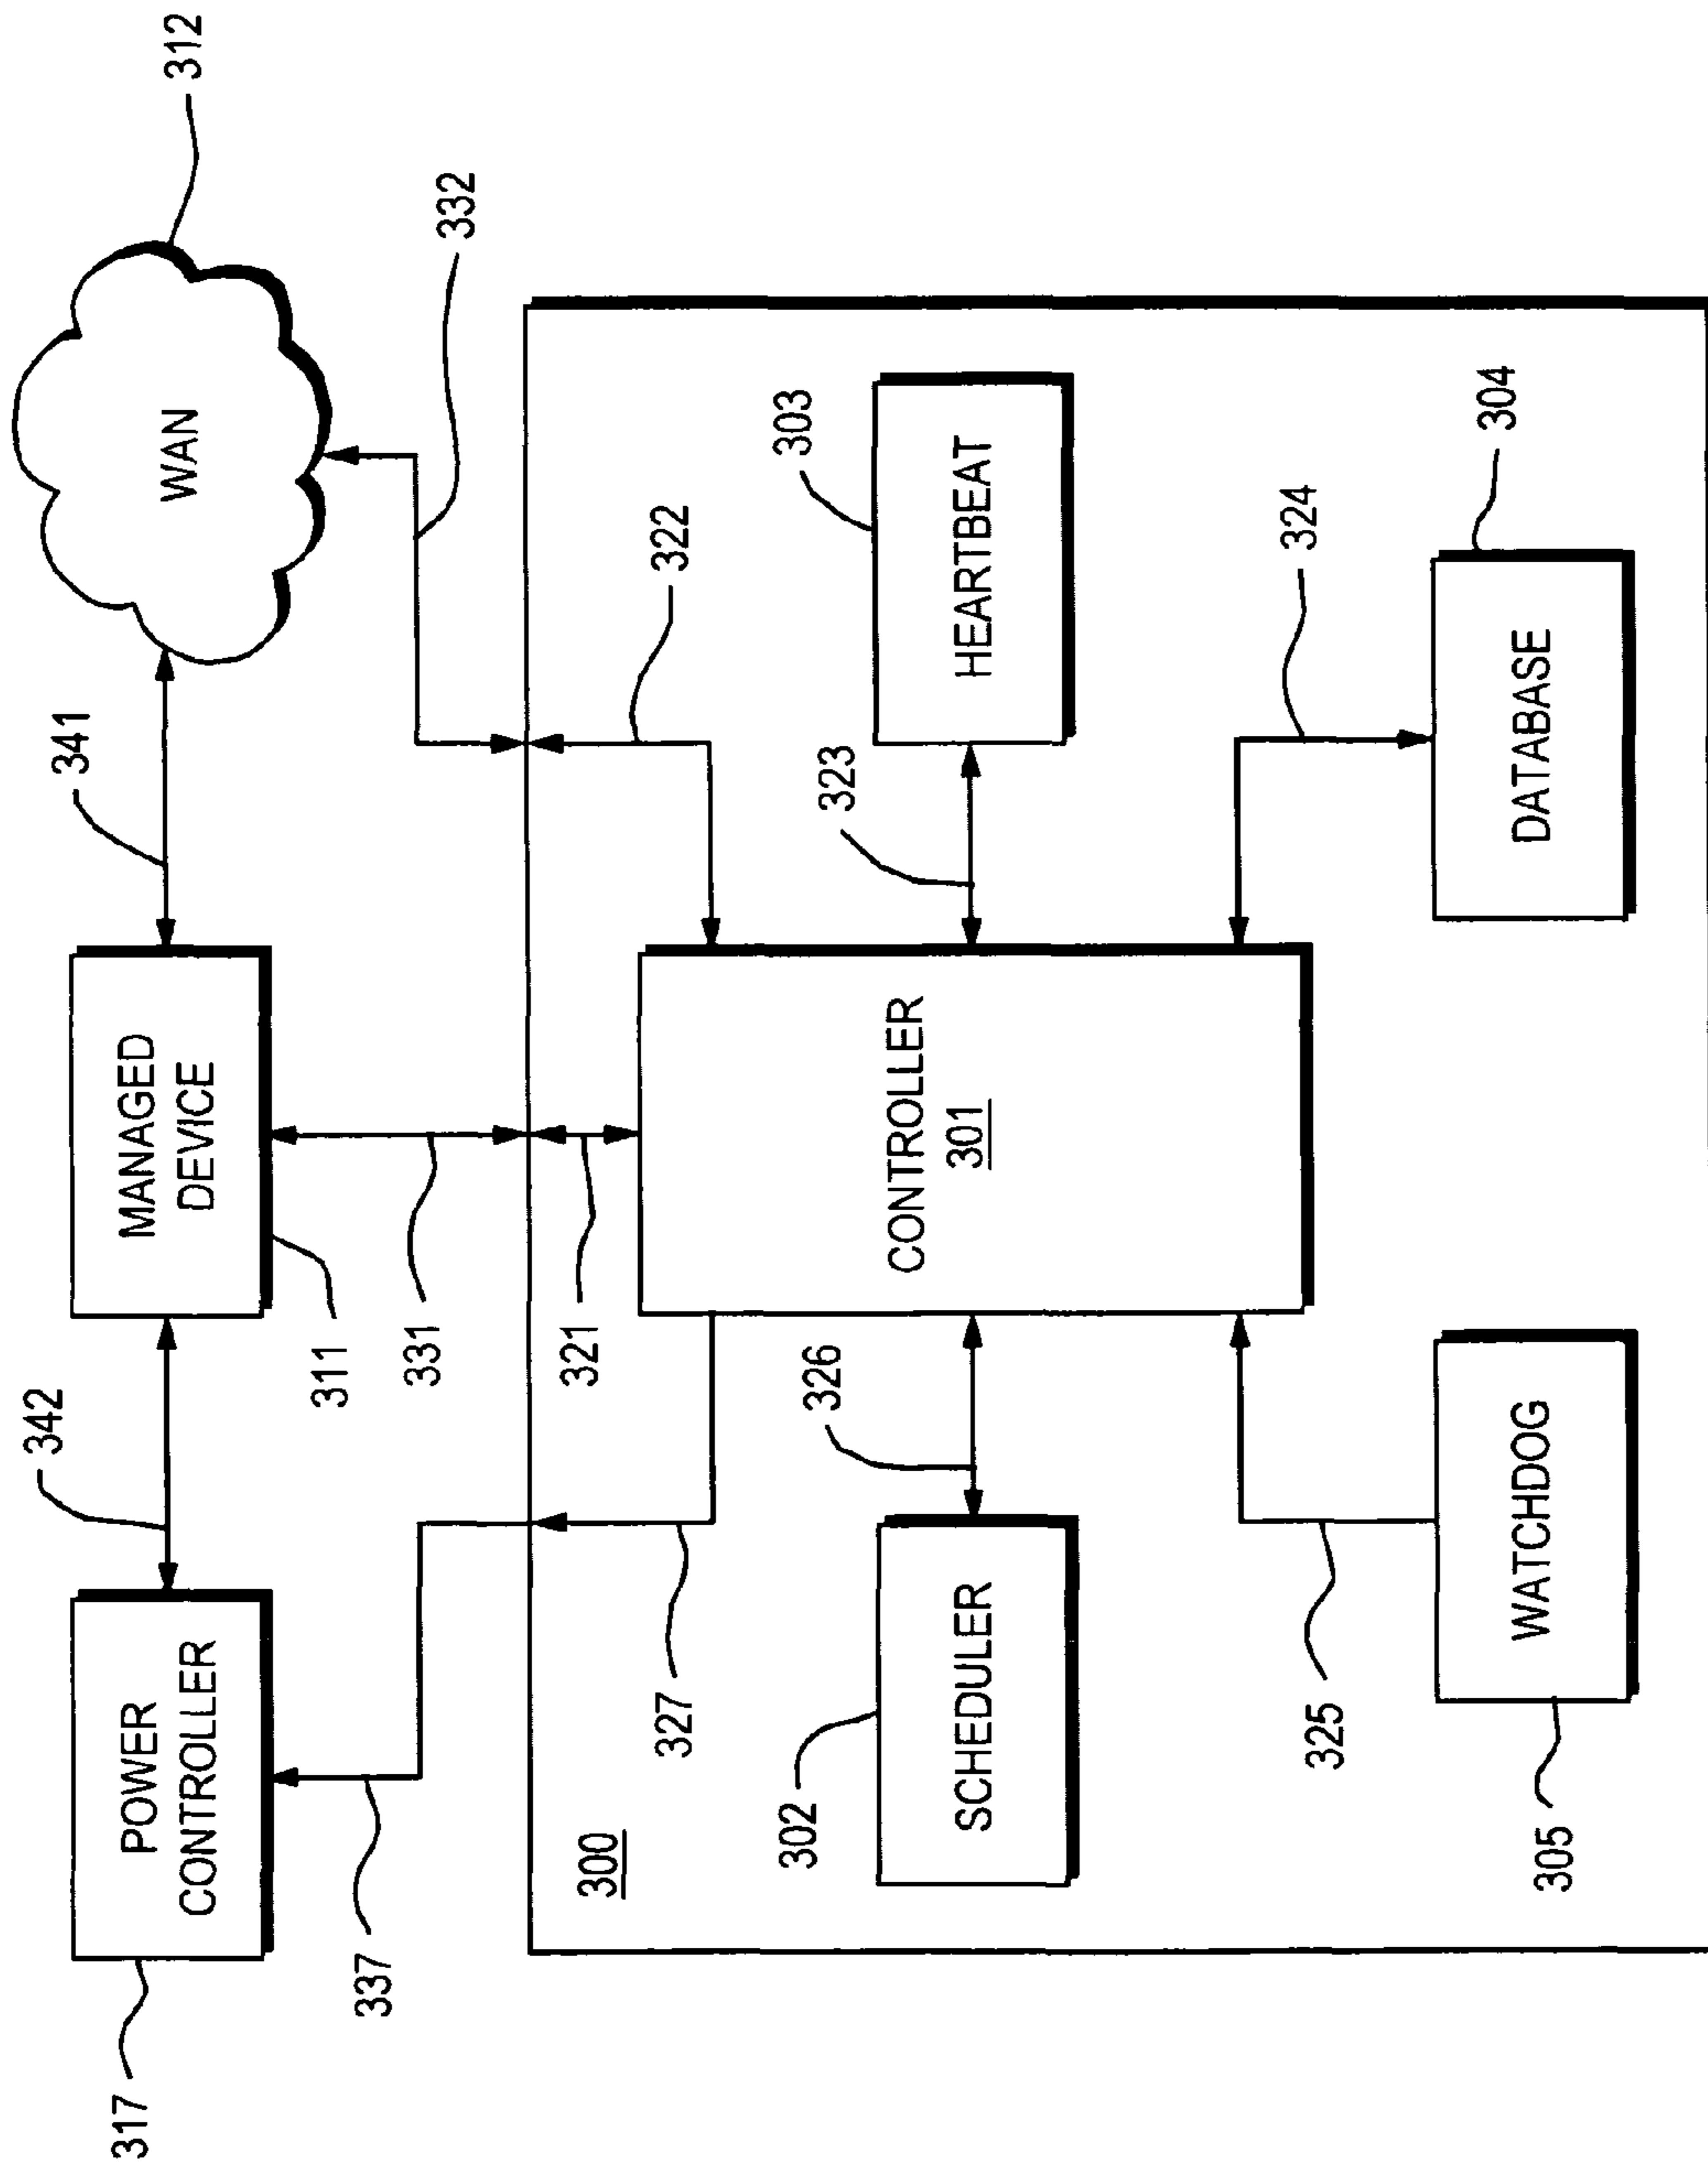 317
POWER
CONTROLLER
342
MANAGED
DEVICE
341
WAN
312
337
311
331
332
300
327
321
322
302
SCHEDULER
326
CONTROLLER
301
323
303
HEARTBEAT
305
WATCHDOG
325
DATABASE
324
304